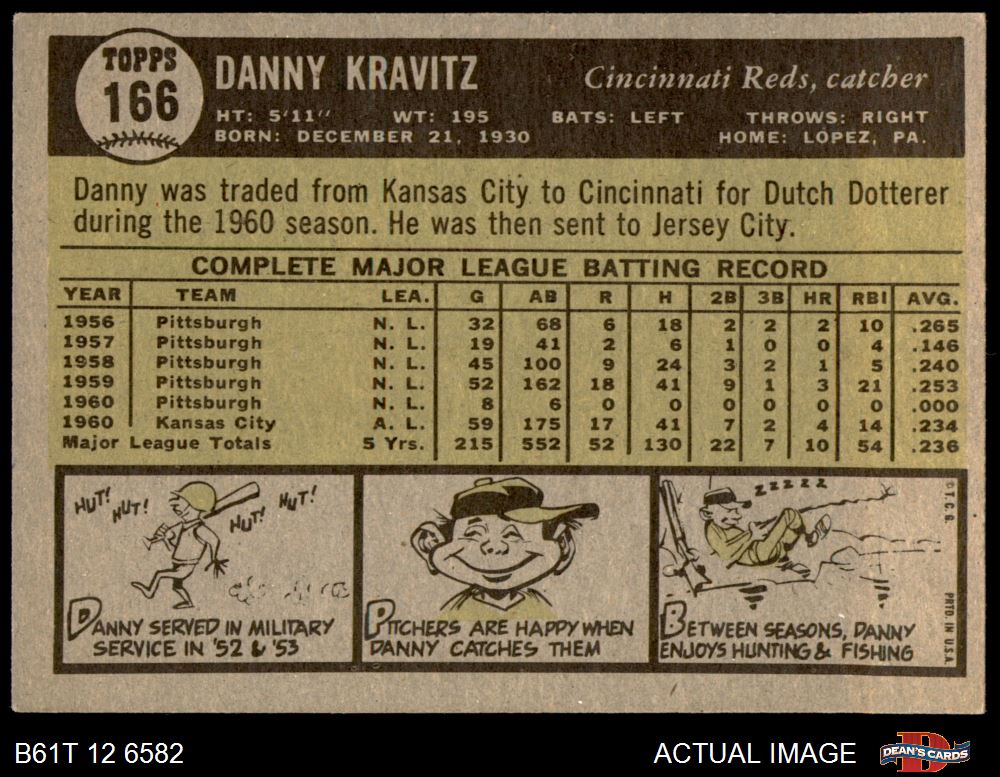 TOPPS
166
DANNY KRAVITZ
Cincinnati Reds, catcher
HT: 5'11" WT: 195 BATS: LEFT THROWS: RIGHT
BORN: DECEMBER 21, 1930 HOME: LOPEZ, PA.
Danny was traded from Kansas City to Cincinnati for Dutch Dotterer
during the 1960 season. He was then sent to Jersey City.
COMPLETE MAJOR LEAGUE BATTING RECORD
YEAR TEAM LEA. G AB R H 2B 3B HR RBI AVG.
1956 Pittsburgh N. L. 32 68 6 18 2 2 2 10 .265
1957 Pittsburgh N. L. 19 41 2 6 1 0 0 4 .146
1958 Pittsburgh N. L. 45 100 9 24 3 2 1 5 .240
1959 Pittsburgh N. L. 52 162 18 41 9 1 3 21 .253
1960 Pittsburgh N. L. 8 6 0 0 0 0 0 0 .000
1960 Kansas City A. L. 59 175 17 41 7 2 4 14 .234
Major League Totals 5 Yrs. 215 552 52 130 22 7 10 54 .236
HUT! HUT! HUT! HUT!
DANNY SERVED IN MILITARY
SERVICE IN '52 & '53
PITCHERS ARE HAPPY WHEN
DANNY CATCHES THEM
ZZZZZ
BETWEEN SEASONS, DANNY
ENJOYS HUNTING & FISHING
© T. C. G.
PRTD IN U.S.A.
B61T 12 6582
ACTUAL IMAGE
DEAN'S CARDS